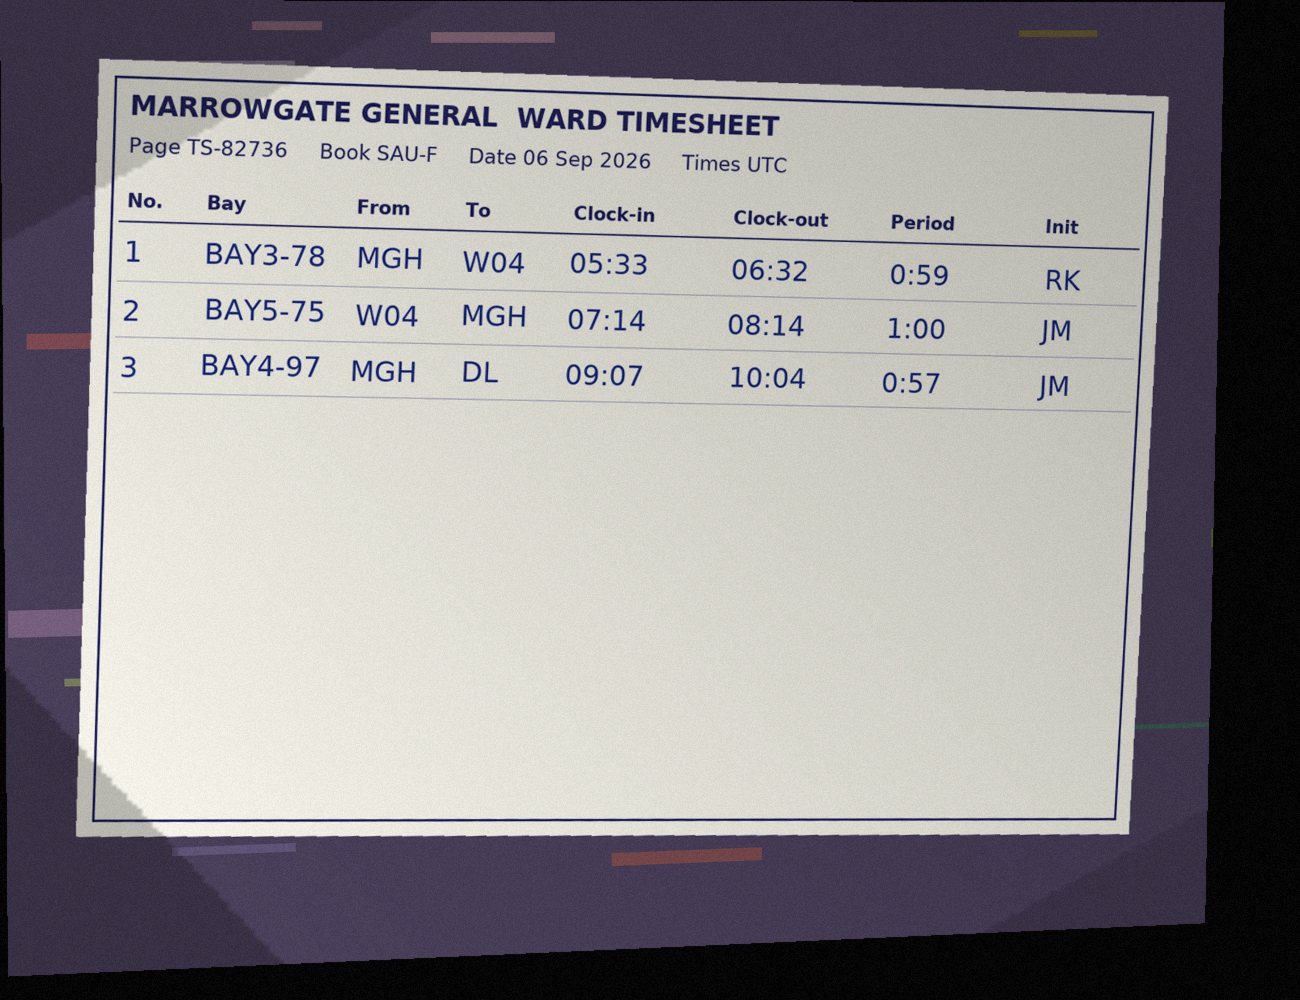 MARROWGATE GENERAL WARD TIMESHEET
Page TS-82736 Book SAU-F Date 06 Sep 2026 Times UTC
No. Bay From To Clock-in Clock-out Period Init
1 BAY3-78 MGH W04 05:33 06:32 0:59 RK
2 BAY5-75 W04 MGH 07:14 08:14 1:00 JM
3 BAY4-97 MGH DL 09:07 10:04 0:57 JM